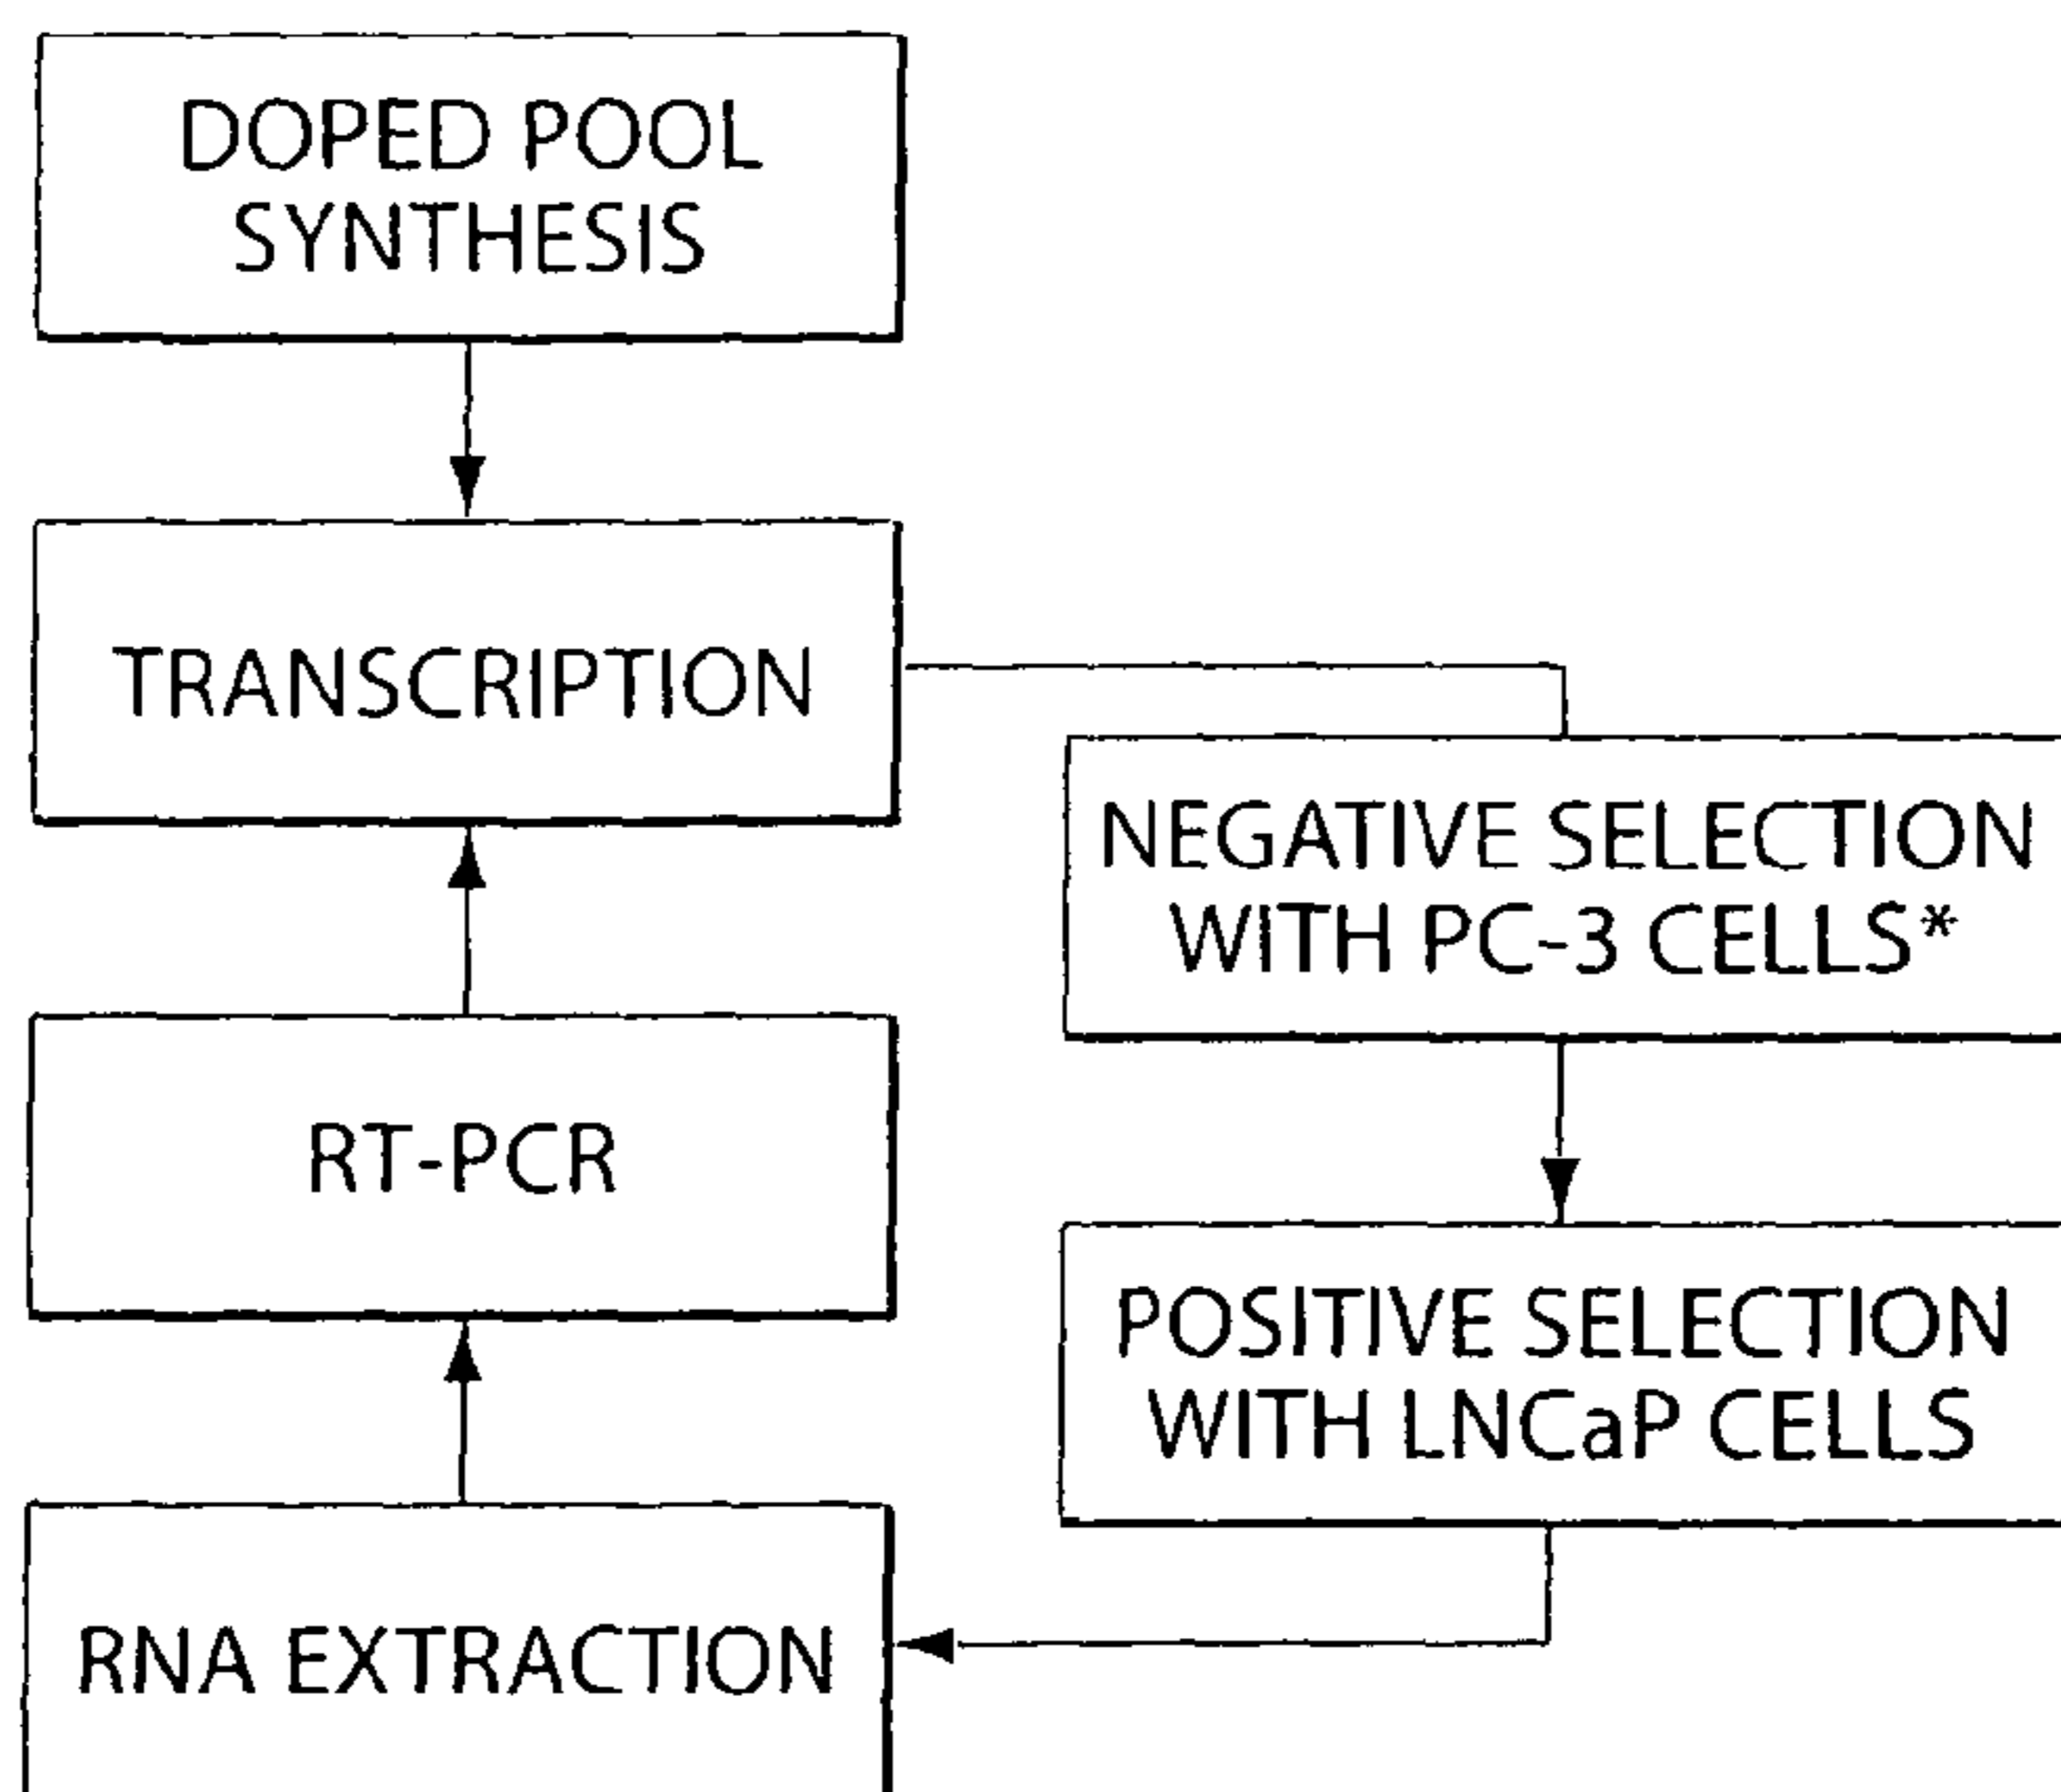 DOPED POOL
SYNTHESIS
TRANSCRIPTION
NEGATIVE SELECTION
WITH PC-3 CELLS*
RT-PCR
POSITIVE SELECTION
WITH LNCaP CELLS
RNA EXTRACTION